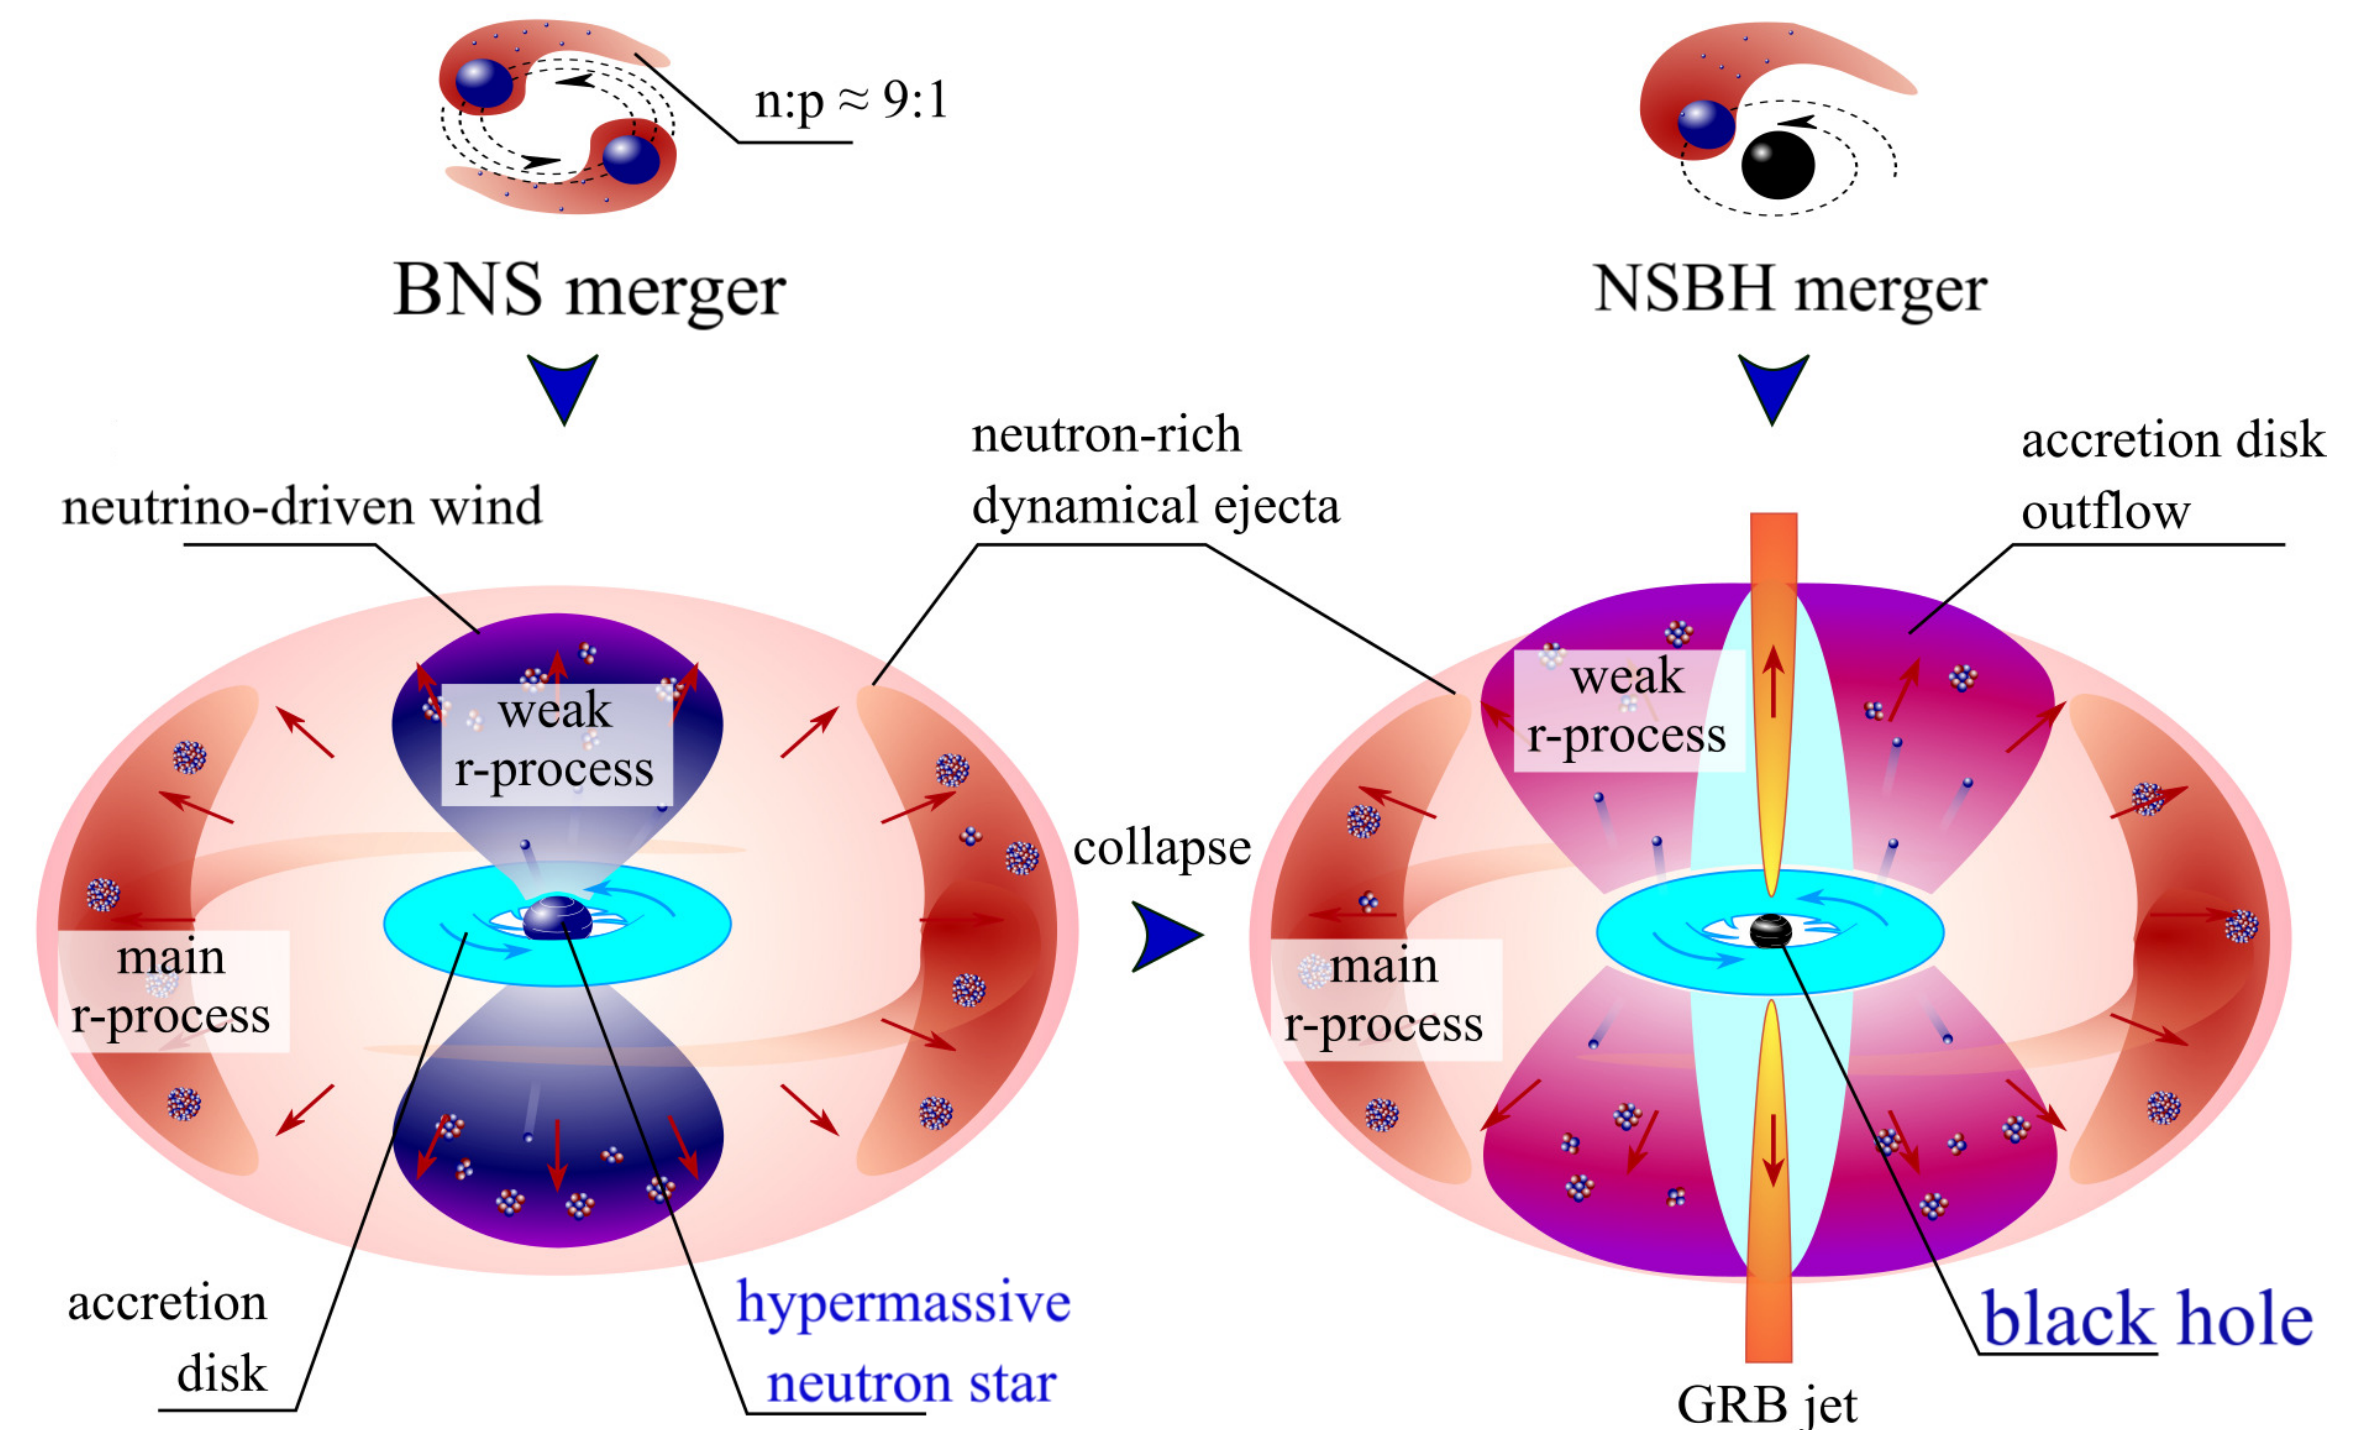 n:p ≈ 9:1
BNS merger
NSBH merger
neutrino-driven wind
neutron-rich
dynamical ejecta
accretion disk
outflow
weak
r-process
weak
r-process
collapse
main
r-process
main
r-process
accretion
disk
hypermassive
neutron star
black hole
GRB jet